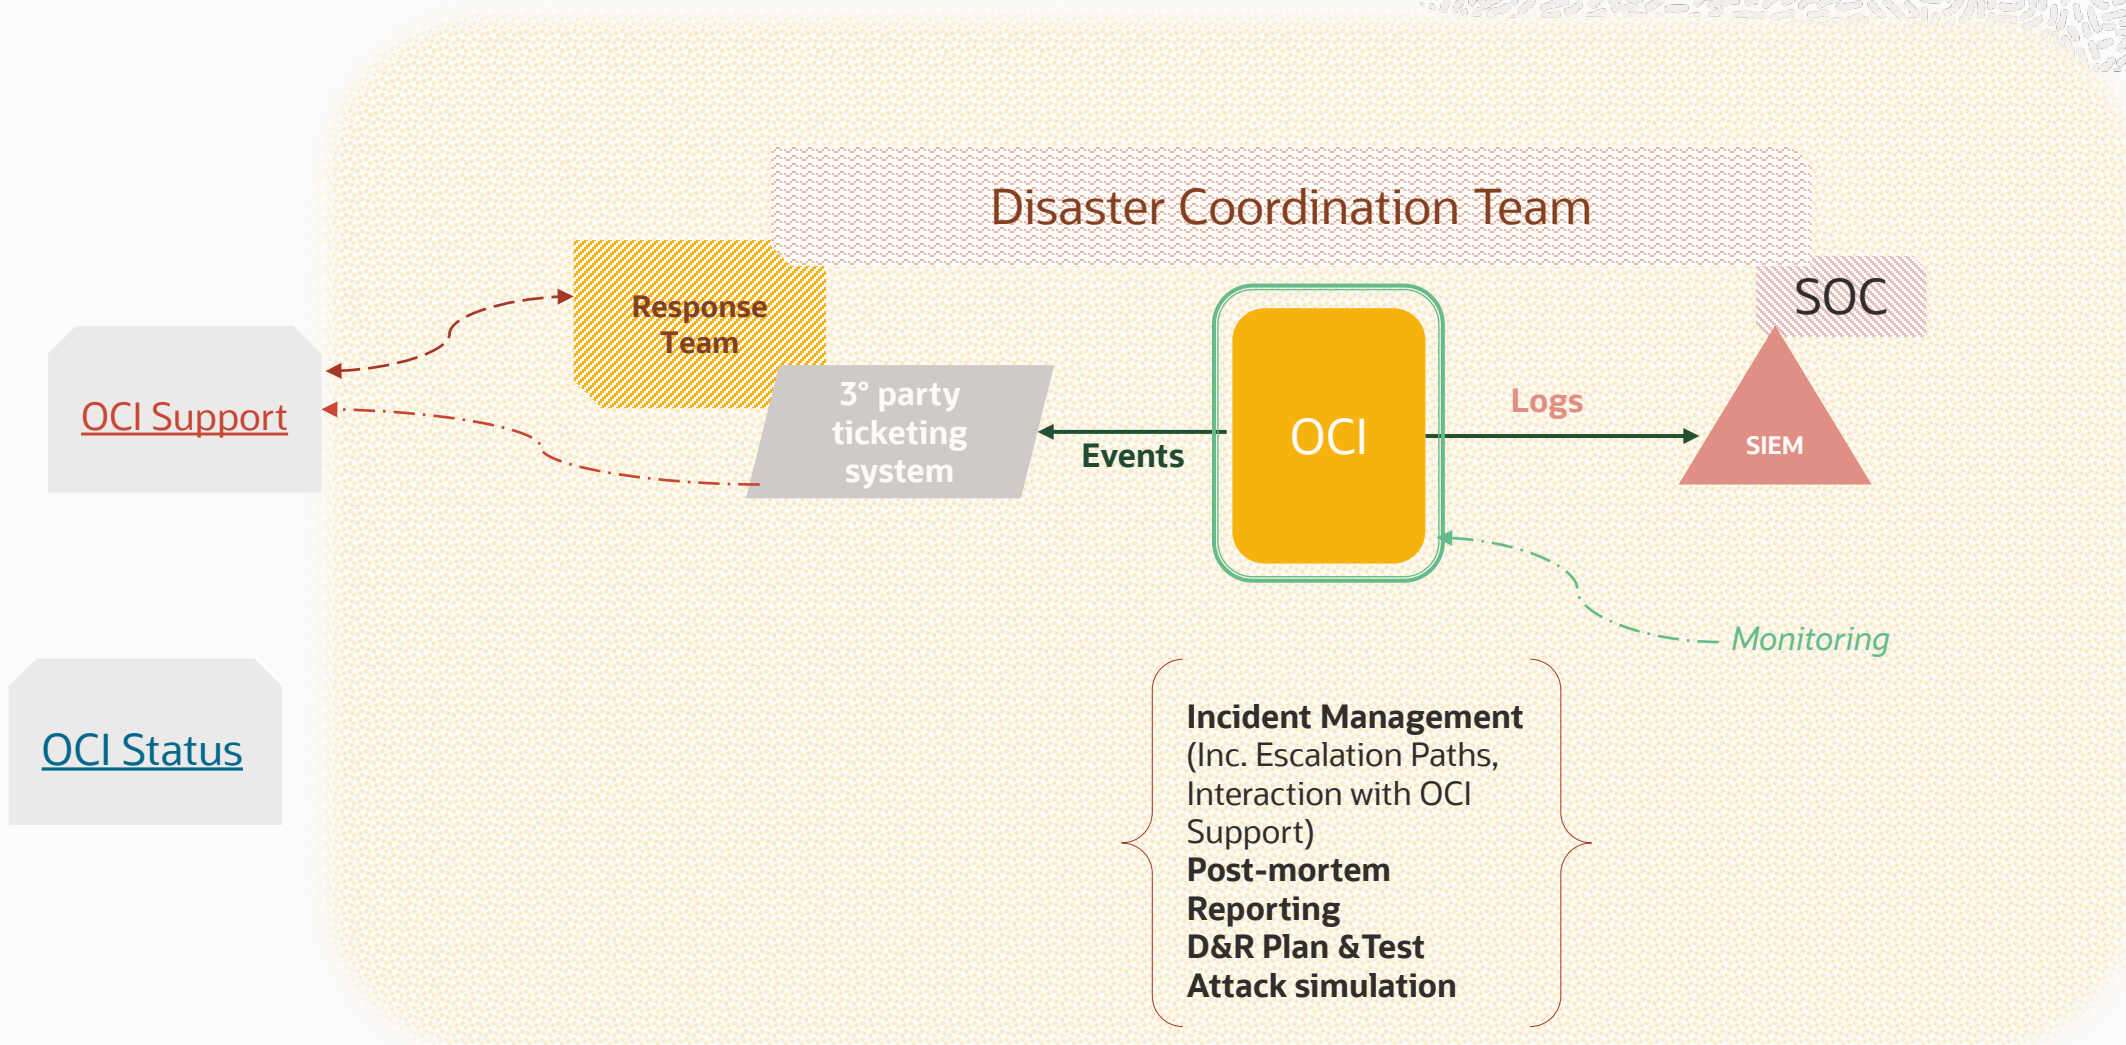 Disaster Coordination Team
Response
Team
SOC
OCI Support
3° party
ticketing
system
Events
OCI
Logs
SIEM
Monitoring
OCI Status
Incident Management
(Inc. Escalation Paths,
Interaction with OCI
Support)
Post-mortem
Reporting
D&R Plan &Test
Attack simulation